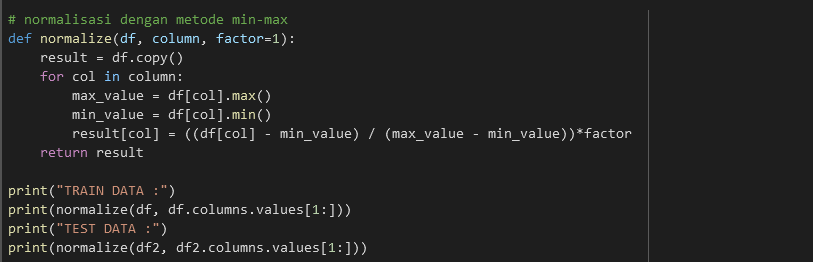 # normalisasi dengan metode min-max
def normalize(df, column, factor=1):
    result = df.copy()
    for col in column:
        max_value = df[col].max()
        min_value = df[col].min()
        result[col] = ((df[col] - min_value) / (max_value - min_value))*factor
    return result

print("TRAIN DATA :")
print(normalize(df, df.columns.values[1:]))
print("TEST DATA :")
print(normalize(df2, df2.columns.values[1:]))